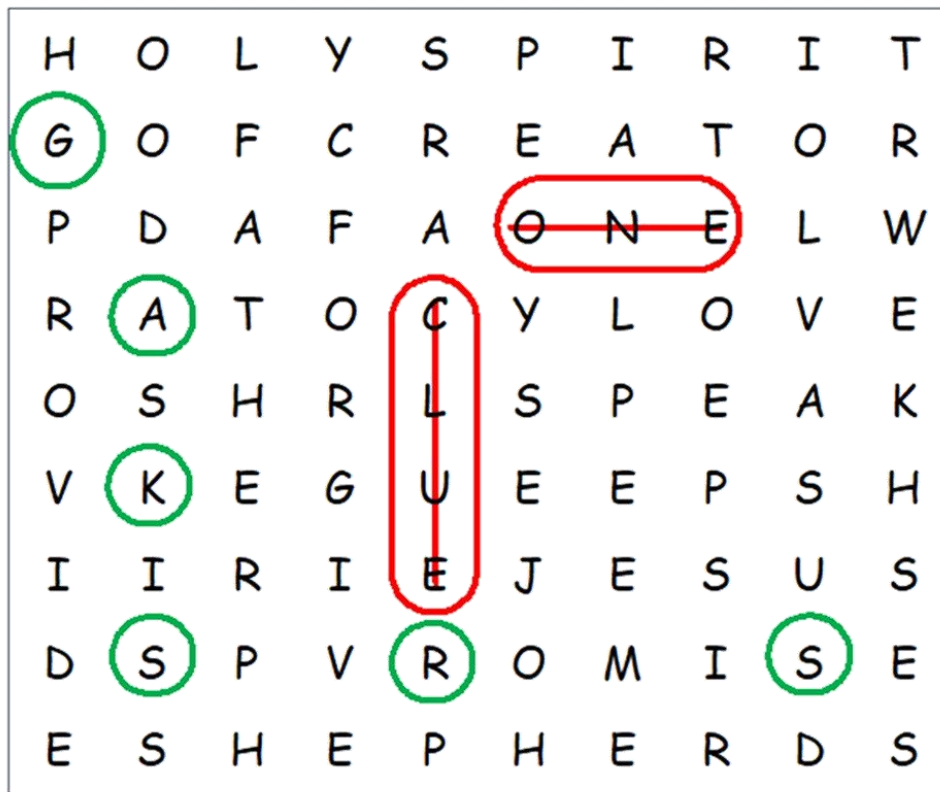 H O L Y S P I R I T
G O F C R E A T O R
P D A F A O N E L W
R A T O C Y L O V E
O S H R L S P E A K
V K E G U E E P S H
I I R I E J E S U S
D S P V R O M I S E
E S H E P H E R D S